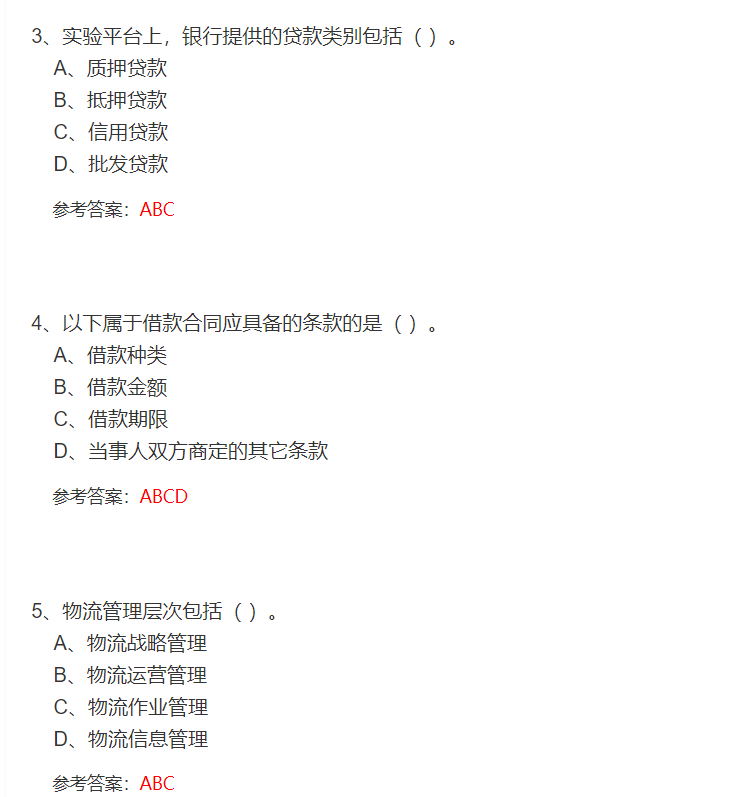 3、实验平台上，银行提供的贷款类别包括（ ）。
A、质押贷款
B、抵押贷款
C、信用贷款
D、批发贷款
参考答案：ABC
4、以下属于借款合同应具备的条款的是（ ）。
A、借款种类
B、借款金额
C、借款期限
D、当事人双方商定的其它条款
参考答案：ABCD
5、物流管理层次包括（ ）。
A、物流战略管理
B、物流运营管理
C、物流作业管理
D、物流信息管理
参考答案：ABC